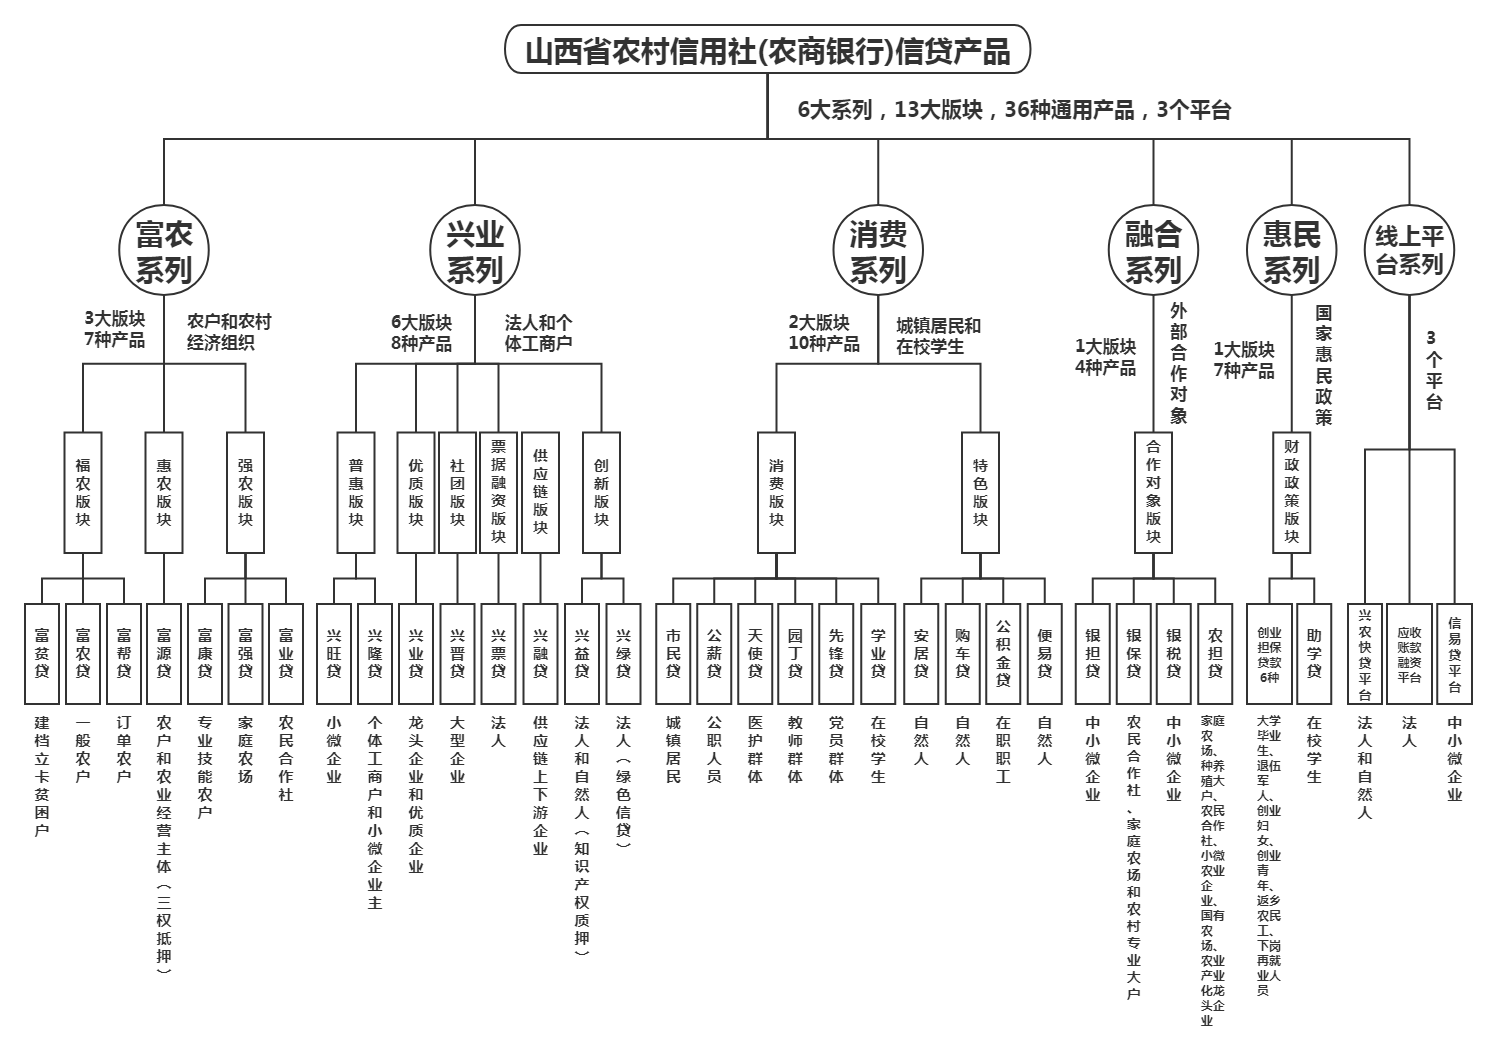 山西省农村信用社(农商银行)信贷产品
6大系列，13大版块，36种通用产品，3个平台
富农
系列
兴业
系列
消费
系列
融合
系列
惠民
系列
线上平
台系列
3大版块
7种产品
农户和农村
经济组织
6大版块
8种产品
法人和个
体工商户
2大版块
10种产品
城镇居民和
在校学生
1大版块
4种产品
外部合作对象
1大版块
7种产品
国家惠民政策
3个平台
福农版块
惠农版块
强农版块
普惠版块
优质版块
社团版块
票据融资版块
供应链版块
创新版块
消费版块
特色版块
合作对象版块
财政政策版块
富贫贷
富农贷
富帮贷
富源贷
富康贷
富强贷
富业贷
兴旺贷
兴隆贷
兴业贷
兴晋贷
兴票贷
兴融贷
兴益贷
兴绿贷
市民贷
公薪贷
天使贷
园丁贷
先锋贷
学业贷
安居贷
购车贷
公积金贷
便易贷
银担贷
银保贷
银税贷
农担贷
创业
担保
贷款
6种
助学贷
兴农快贷平台
应收
账款
融资
平台
信易贷平台
建档立卡贫困户
一般农户
订单农户
农户和农业经营主体（三权抵押）
专业技能农户
家庭农场
农民合作社
小微企业
个体工商户和小微企业主
龙头企业和优质企业
大型企业
法人
供应链上下游企业
法人和自然人（知识产权质押）
法人（绿色信贷）
城镇居民
公职人员
医护群体
教师群体
党员群体
在校学生
自然人
自然人
在职职工
自然人
中小微企业
农民合作社、家庭农场和农村专业大户
中小微企业
家庭
农
场、
种养
殖大
户、
农民
合作
社、
小微
农业
企
业、
国有
农
场、
农业
产业
化龙
头企
业
大学
毕业
生、
退伍
军
人、
创业
妇
女、
创业
青
年、
返乡
农民
工、
下岗
再就
业人
员
在校学生
法人和自然人
法人
中小微企业